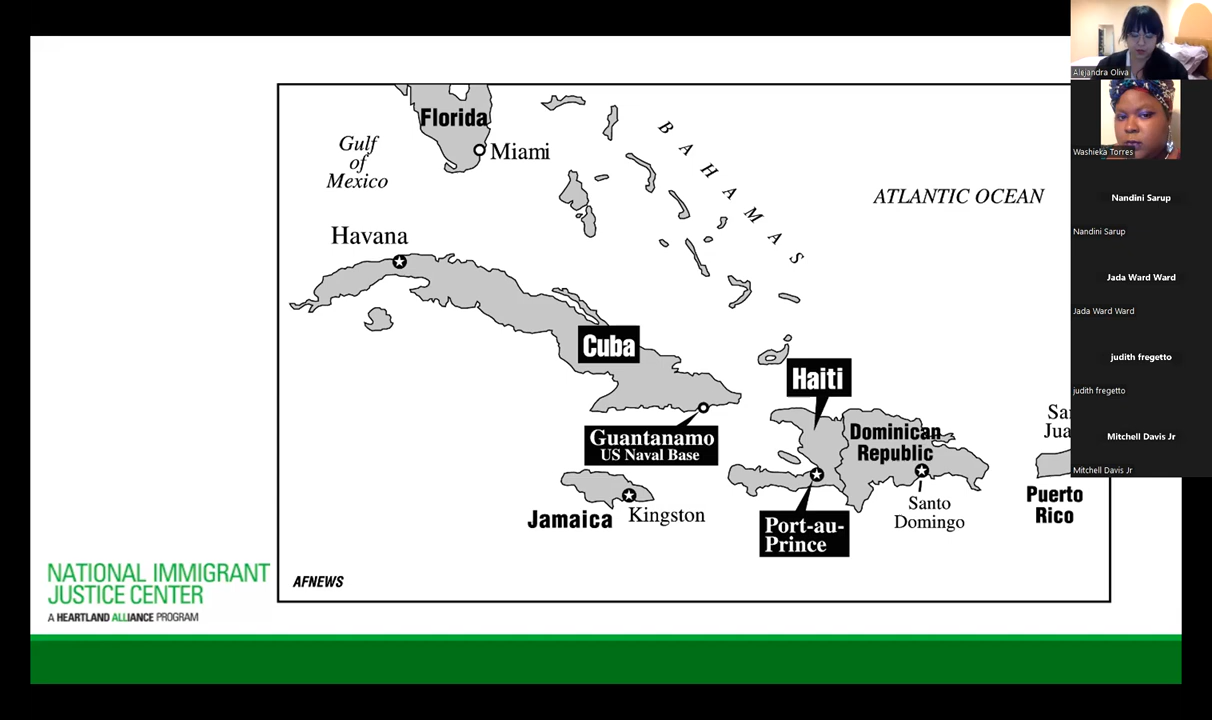 Florida
Miami
Gulf
of
Mexico
BAHAMAS
ATLANTIC OCEAN
Havana
Cuba
Haiti
Guantanamo
US Naval Base
Dominican
Republic
Jamaica
Kingston
Port-au-
Prince
Santo
Domingo
Sa
Jua
Puerto
Rico
AFNEWS
NATIONAL IMMIGRANT
JUSTICE CENTER
A HEARTLAND ALLIANCE PROGRAM
Alejandra Oliva
Washieka Torres
Nandini Sarup
Nandini Sarup
Jada Ward Ward
Jada Ward Ward
judith fregetto
judith fregetto
Mitchell Davis Jr
Mitchell Davis Jr